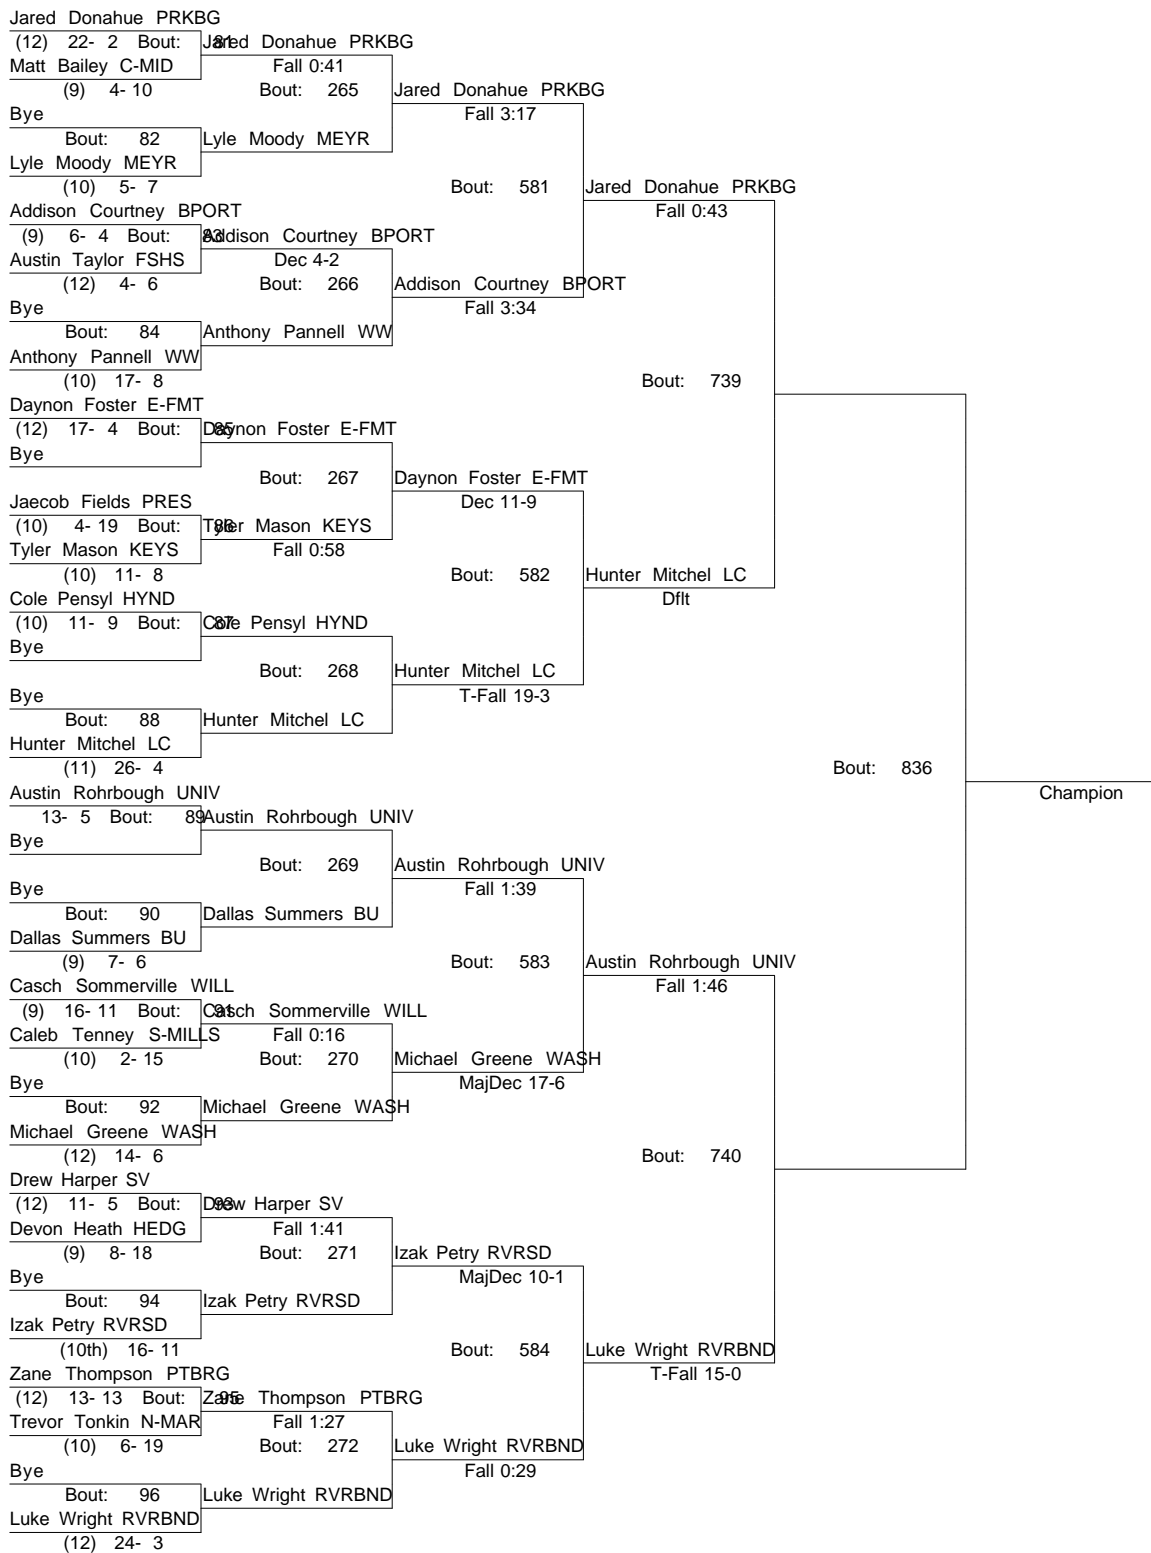 Jared Donahue PRKBG
(12) 22- 2 Bout: 81
Jared Donahue PRKBG
Matt Bailey C-MID
Fall 0:41
(9) 4- 10
Bout: 265
Jared Donahue PRKBG
Bye
Fall 3:17
Bout: 82
Lyle Moody MEYR
Lyle Moody MEYR
(10) 5- 7
Bout: 581
Jared Donahue PRKBG
Addison Courtney BPORT
Fall 0:43
(9) 6- 4 Bout: 83
Addison Courtney BPORT
Austin Taylor FSHS
Dec 4-2
(12) 4- 6
Bout: 266
Addison Courtney BPORT
Bye
Fall 3:34
Bout: 84
Anthony Pannell WW
Anthony Pannell WW
(10) 17- 8
Bout: 739
Daynon Foster E-FMT
(12) 17- 4 Bout: 85
Daynon Foster E-FMT
Bye
Bout: 267
Daynon Foster E-FMT
Jaecob Fields PRES
Dec 11-9
(10) 4- 19 Bout: 86
Tyler Mason KEYS
Tyler Mason KEYS
Fall 0:58
(10) 11- 8
Bout: 582
Hunter Mitchel LC
Cole Pensyl HYND
Dflt
(10) 11- 9 Bout: 87
Cole Pensyl HYND
Bye
Bout: 268
Hunter Mitchel LC
Bye
T-Fall 19-3
Bout: 88
Hunter Mitchel LC
Hunter Mitchel LC
(11) 26- 4
Bout: 836
Austin Rohrbough UNIV
Champion
13- 5 Bout: 89
Austin Rohrbough UNIV
Bye
Bout: 269
Austin Rohrbough UNIV
Bye
Fall 1:39
Bout: 90
Dallas Summers BU
Dallas Summers BU
(9) 7- 6
Bout: 583
Austin Rohrbough UNIV
Casch Sommerville WILL
Fall 1:46
(9) 16- 11 Bout: 91
Casch Sommerville WILL
Caleb Tenney S-MILLS
Fall 0:16
(10) 2- 15
Bout: 270
Michael Greene WASH
Bye
MajDec 17-6
Bout: 92
Michael Greene WASH
Michael Greene WASH
(12) 14- 6
Bout: 740
Drew Harper SV
(12) 11- 5 Bout: 93
Drew Harper SV
Devon Heath HEDG
Fall 1:41
(9) 8- 18
Bout: 271
Izak Petry RVRSD
Bye
MajDec 10-1
Bout: 94
Izak Petry RVRSD
Izak Petry RVRSD
(10th) 16- 11
Bout: 584
Luke Wright RVRBND
Zane Thompson PTBRG
T-Fall 15-0
(12) 13- 13 Bout: 95
Zane Thompson PTBRG
Trevor Tonkin N-MAR
Fall 1:27
(10) 6- 19
Bout: 272
Luke Wright RVRBND
Bye
Fall 0:29
Bout: 96
Luke Wright RVRBND
Luke Wright RVRBND
(12) 24- 3